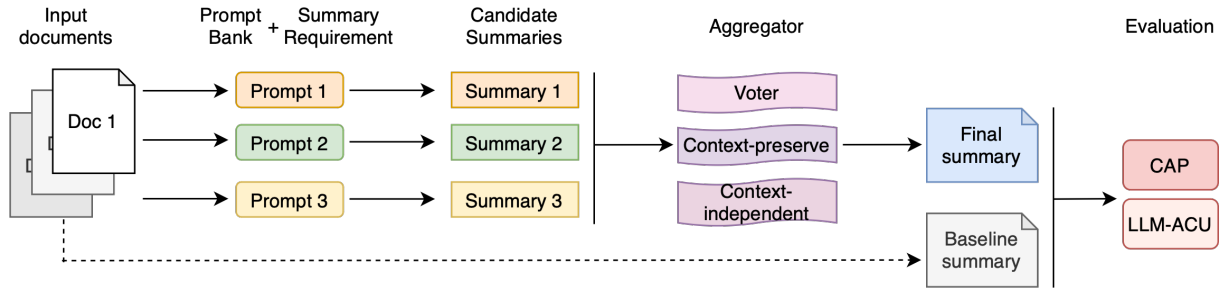 Input
documents
Prompt
Bank
+
Summary
Requirement
Candidate
Summaries
Aggregator
Evaluation
Doc 1
Prompt 1
Summary 1
Voter
Prompt 2
Summary 2
Context-preserve
Final
summary
CAP
Prompt 3
Summary 3
Context-
independent
LLM-ACU
Baseline
summary